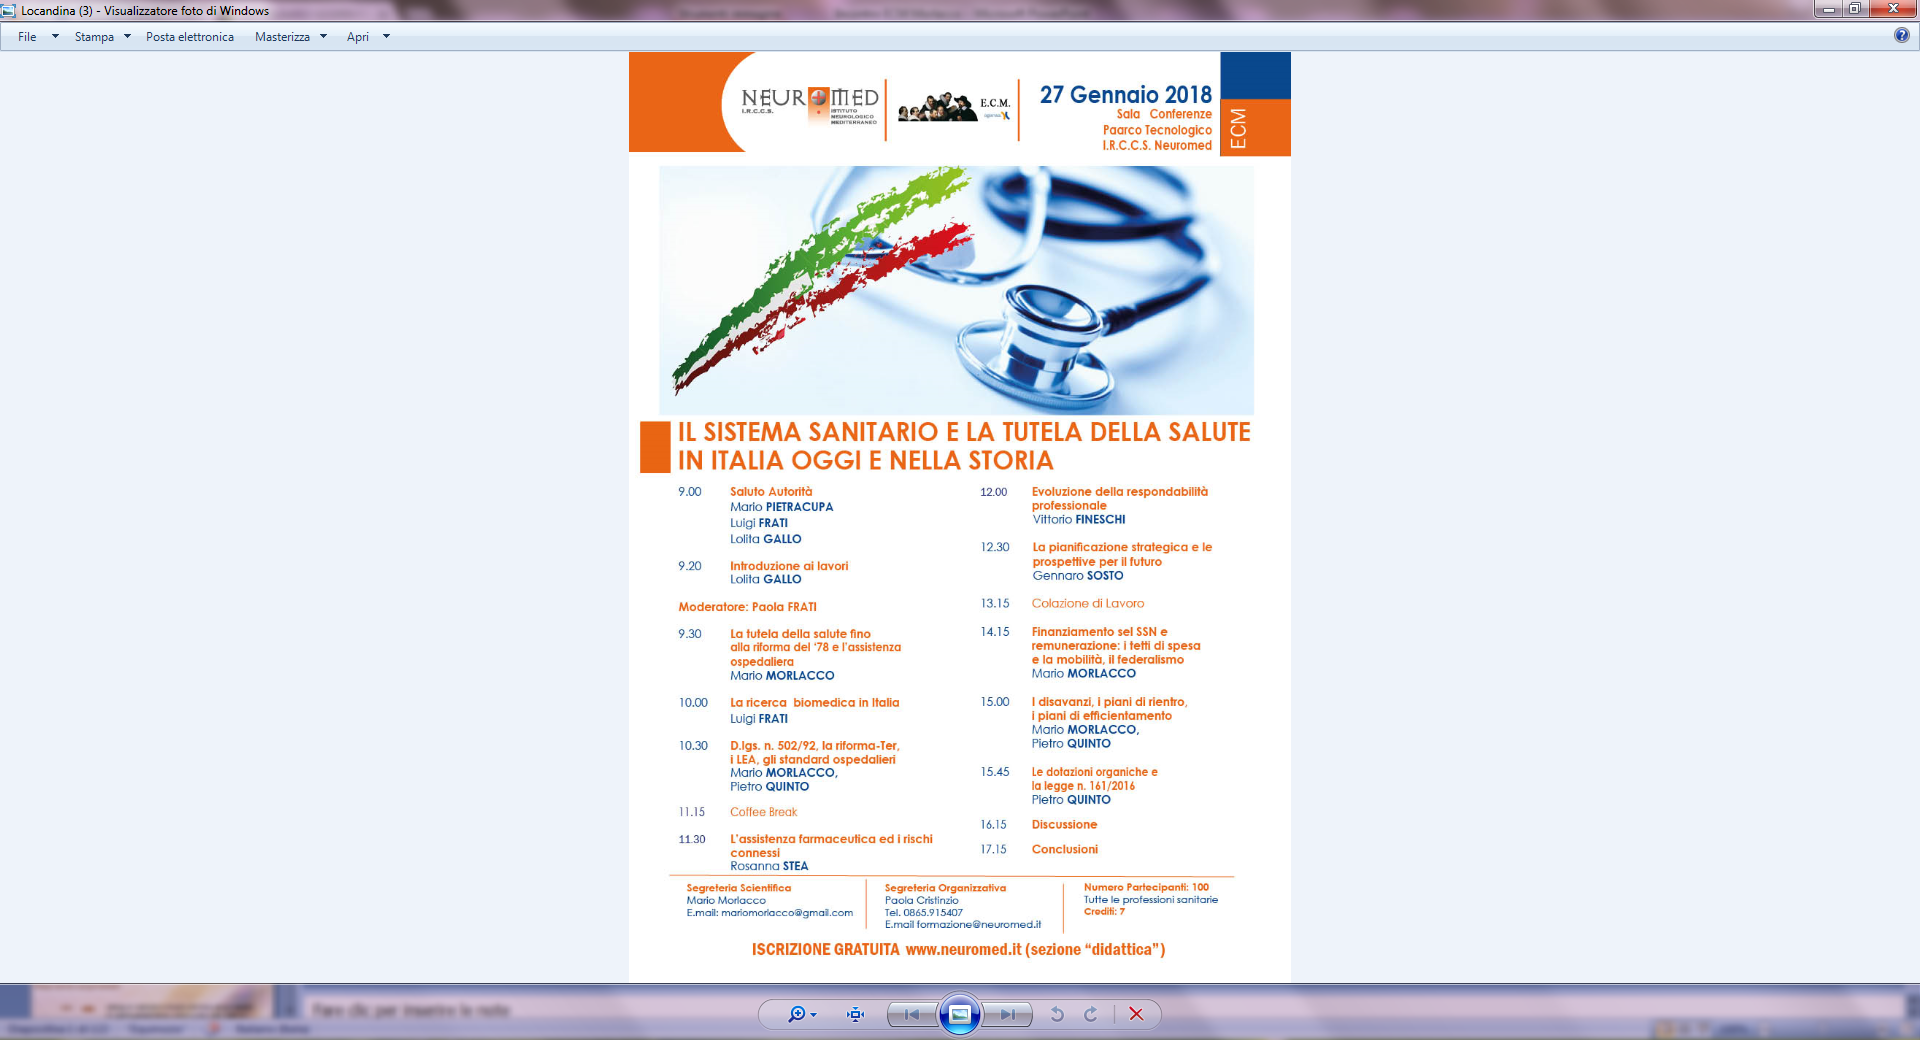 Locandina (3) - Visualizzatore foto di Windows
File
Stampa
Posta elettronica
Masterizza
Apri
NEUROMED
I.R.C.C.S.
ISTITUTO
NEUROLOGICO
MEDITERRANEO
E.C.M.
27 Gennaio 2018
Sala Conferenze
Paarco Tecnologico
I.R.C.C.S. Neuromed
ECM
IL SISTEMA SANITARIO E LA TUTELA DELLA SALUTE
IN ITALIA OGGI E NELLA STORIA
9.00 Saluto Autorità
Mario PIETRACUPA
Luigi FRATI
Lolita GALLO
9.20 Introduzione ai lavori
Lolita GALLO
Moderatore: Paola FRATI
9.30 La tutela della salute fino
alla riforma del '78 e l'assistenza
ospedaliera
Mario MORLACCO
10.00 La ricerca biomedica in Italia
Luigi FRATI
10.30 D.lgs. n. 502/92, la riforma-Ter,
i LEA, gli standard ospedalieri
Mario MORLACCO,
Pietro QUINTO
11.15 Coffee Break
11.30 L'assistenza farmaceutica ed i rischi
connessi
Rosanna STEA
12.00 Evoluzione della respondabilità
professionale
Vittorio FINESCHI
12.30 La pianificazione strategica e le
prospettive per il futuro
Gennaro SOSTO
13.15 Colazione di Lavoro
14.15 Finanziamento sel SSN e
remunerazione: i tetti di spesa
e la mobilità, il federalismo
Mario MORLACCO
15.00 I disavanzi, i piani di rientro,
i piani di efficientamento
Mario MORLACCO,
Pietro QUINTO
15.45 Le dotazioni organiche e
la legge n. 161/2016
Pietro QUINTO
16.15 Discussione
17.15 Conclusioni
Segreteria Scientifica
Mario Morlacco
E.mail: mariomorlacco@gmail.com
Segreteria Organizzativa
Paola Cristinzio
Tel. 0865.915407
E.mail formazione@neuromed.it
Numero Partecipanti: 100
Tutte le professioni sanitarie
Crediti: 7
ISCRIZIONE GRATUITA www.neuromed.it (sezione "didattica")
Fare clic per inserire le note